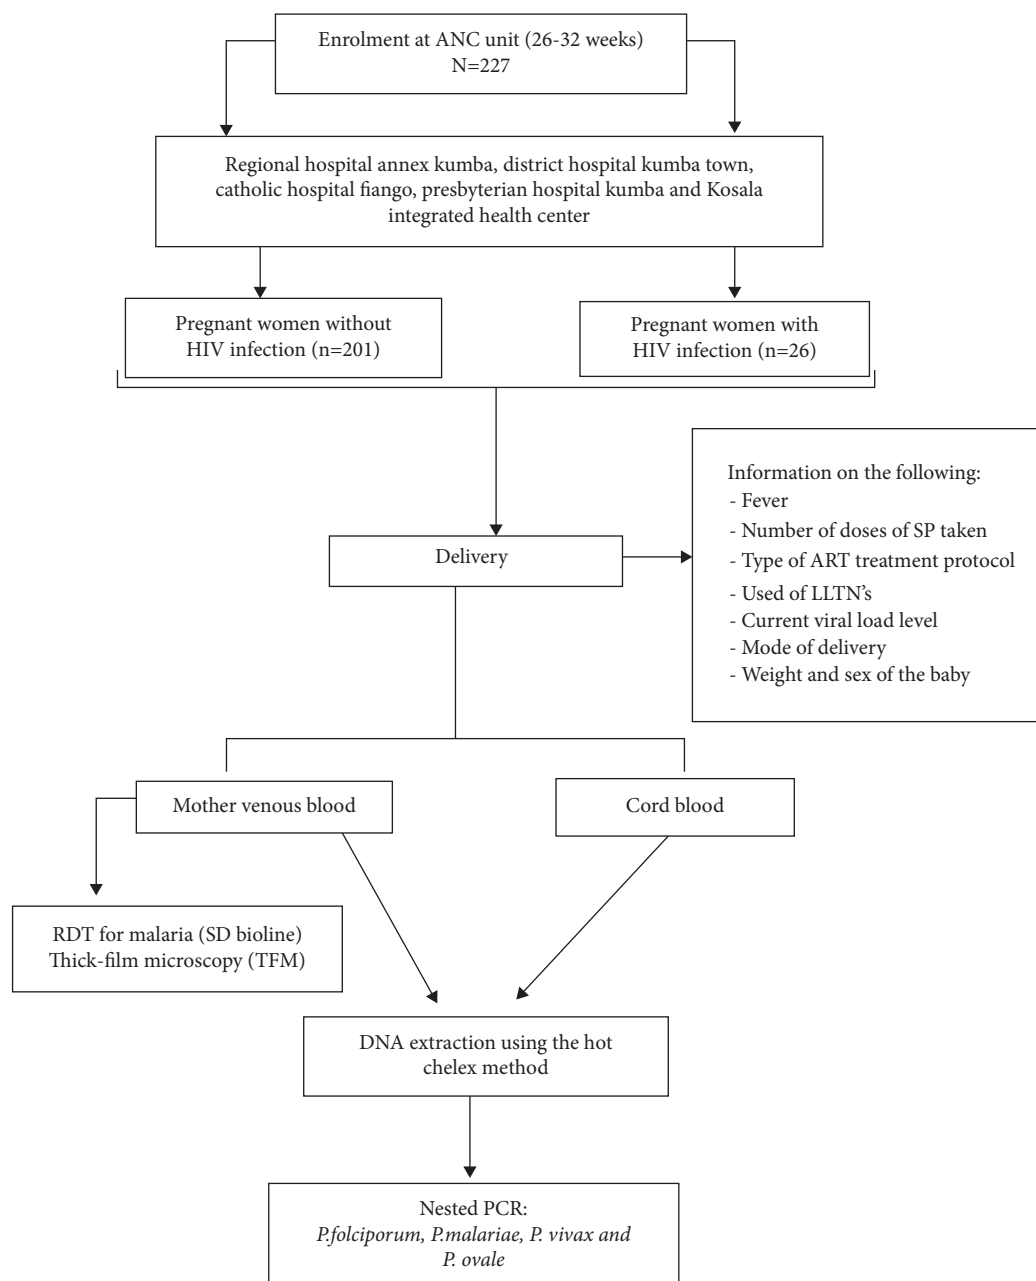 Enrolment at ANC unit (26-32 weeks)
N=227
Regional hospital annex kumba, district hospital kumba town,
catholic hospital fiango, presbyterian hospital kumba and Kosala
integrated health center
Pregnant women without
HIV infection (n=201)
Pregnant women with
HIV infection (n=26)
Information on the following:
- Fever
- Number of doses of SP taken
- Type of ART treatment protocol
- Used of LLTN's
- Current viral load level
- Mode of delivery
- Weight and sex of the baby
Delivery
Mother venous blood
Cord blood
RDT for malaria (SD bioline)
Thick-film microscopy (TFM)
DNA extraction using the hot
chelex method
Nested PCR:
P.folciporum, P.malariae, P. vivax and
P. ovale